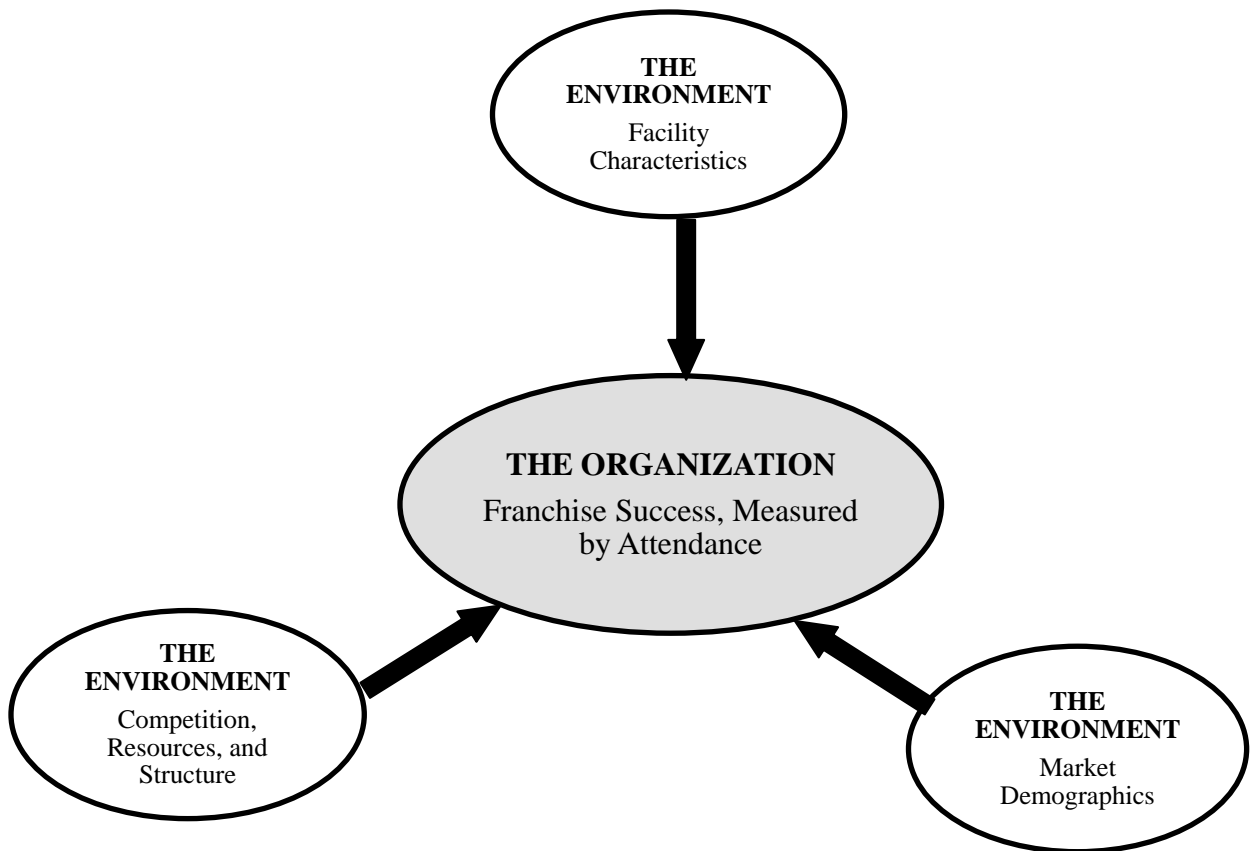 THE
ENVIRONMENT
Facility
Characteristics
THE ORGANIZATION
Franchise Success, Measured
by Attendance
THE
ENVIRONMENT
Competition,
Resources, and
Structure
THE
ENVIRONMENT
Market
Demographics